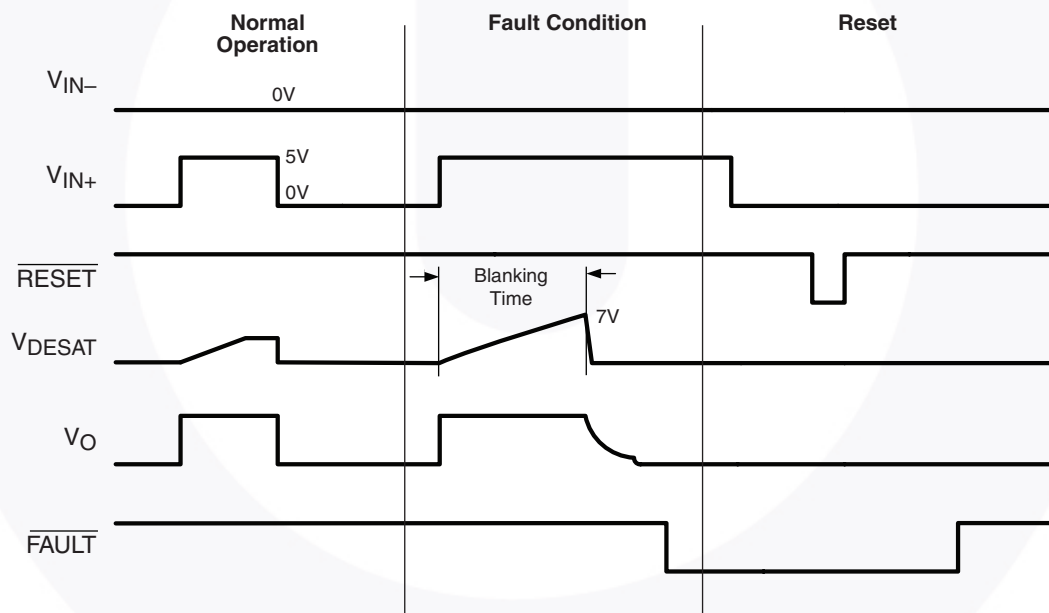 Normal
Operation
Fault Condition
Reset
VIN–
0V
VIN+
5V
0V
RESET
Blanking
Time
VDESAT
7V
VO
FAULT